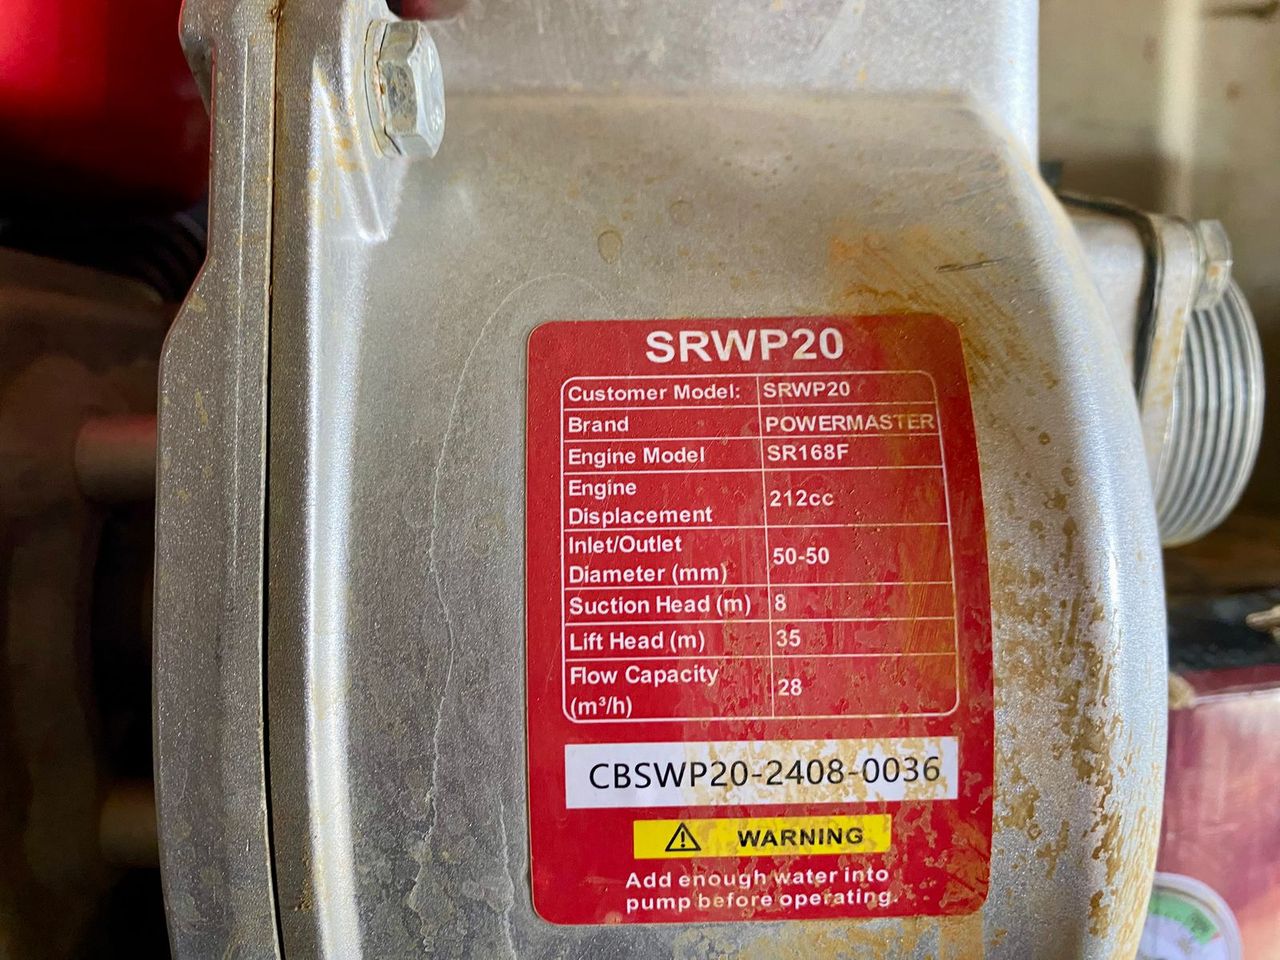 SRWP20
Customer Model: SRWP20
Brand POWERMASTER
Engine Model SR168F
Engine
Displacement 212cc
Inlet/Outlet
Diameter (mm) 50-50
Suction Head (m) 8
Lift Head (m) 35
Flow Capacity
(m³/h) 28
CBSWP20-2408-0036
WARNING
Add enough water into
pump before operating.